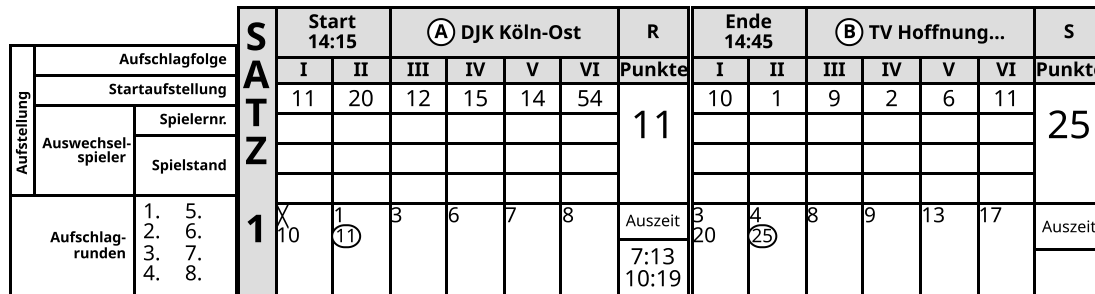 SATZ 1
Start
14:15
A DJK Köln-Ost
R
Ende
14:45
B TV Hoffnung...
S
Aufstellung
Aufschlagfolge
I II III IV V VI Punkte I II III IV V VI Punkte
Startaufstellung
11 20 12 15 14 54 11 10 1 9 2 6 11 25
Auswechsel-
spieler
Spielernr.
Spielstand
Aufschlag-
runden
1. 5.
2. 6.
3. 7.
4. 8.
X 1 3 6 7 8 Auszeit 3 4 8 9 13 17 Auszeit
10 11 20 25
7:13
10:19